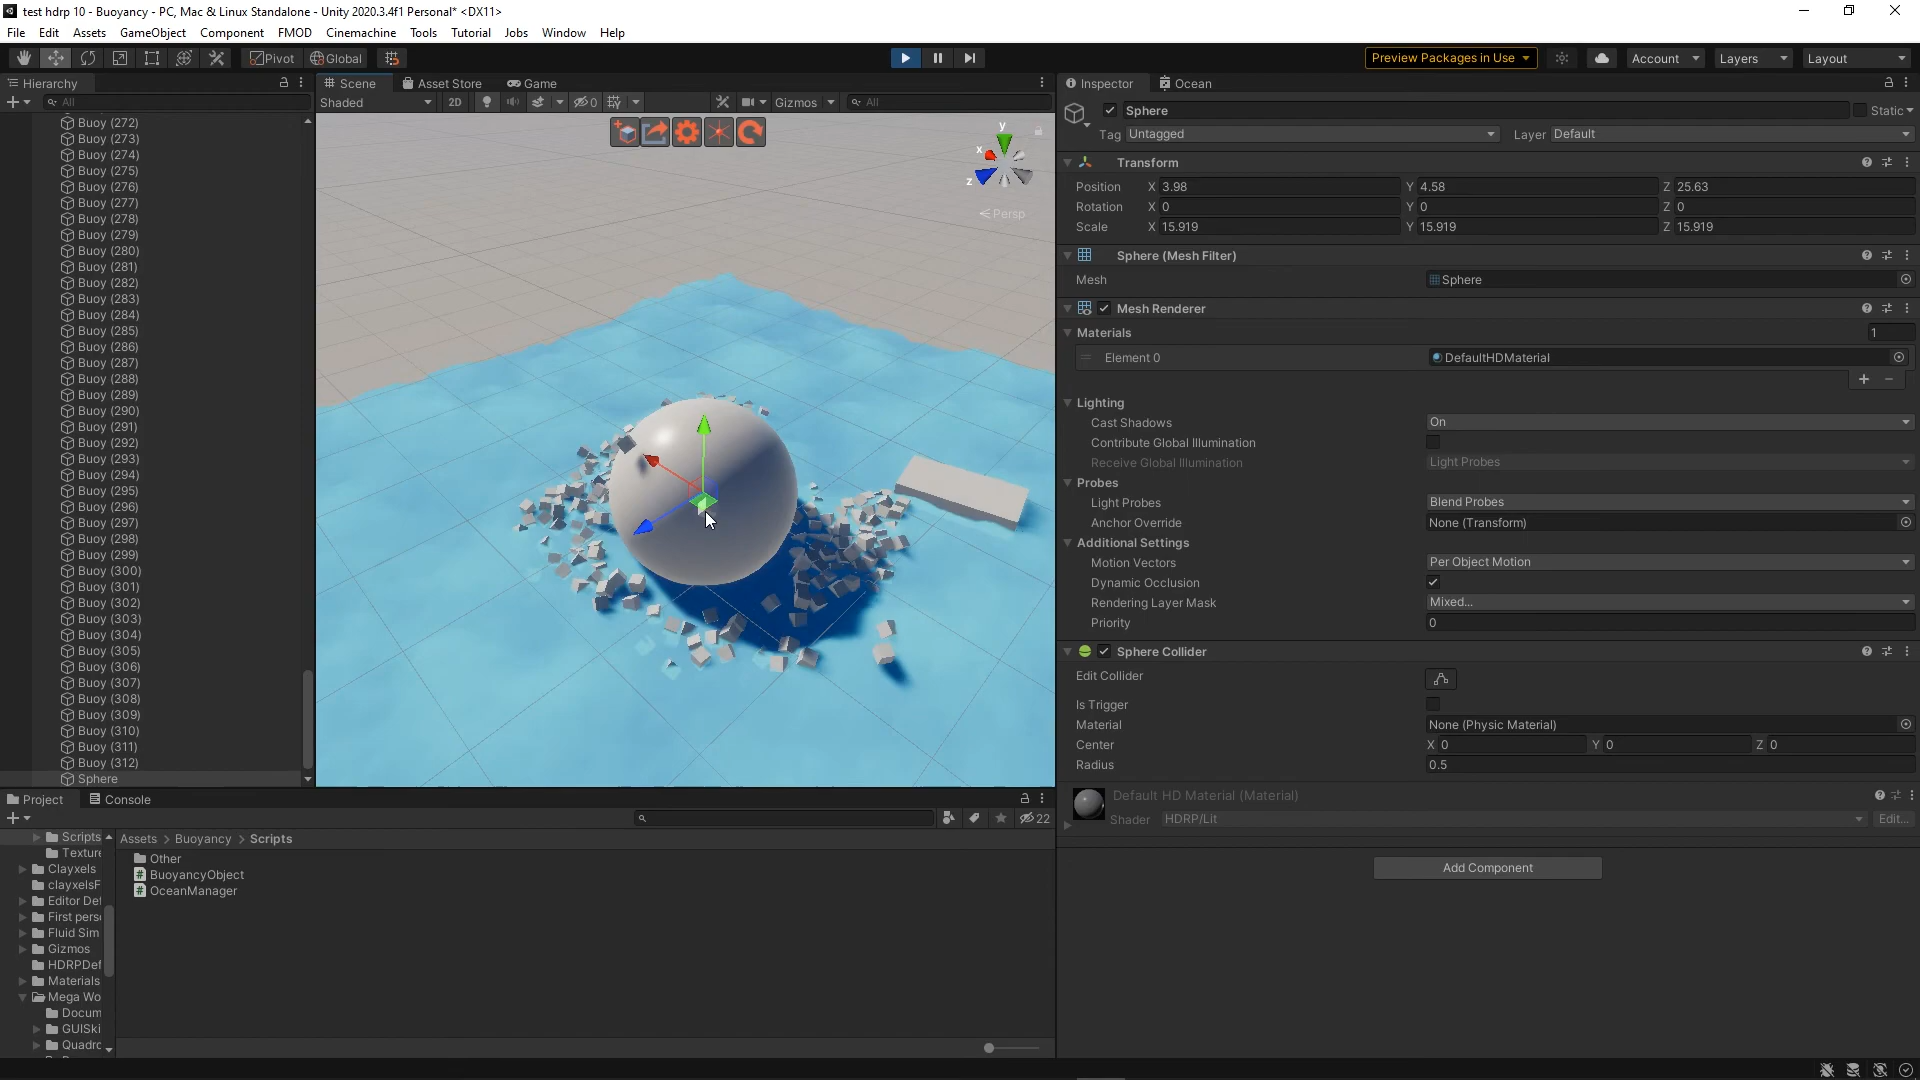 test hdrp 10 - Buoyancy - PC, Mac & Linux Standalone - Unity 2020.3.4f1 Personal* <DX11>
File Edit Assets GameObject Component FMOD Cinemachine Tools Tutorial Jobs Window Help
Pivot Global Preview Packages in Use Account Layers Layout
Hierarchy
All
Buoy (272)
Buoy (273)
Buoy (274)
Buoy (275)
Buoy (276)
Buoy (277)
Buoy (278)
Buoy (279)
Buoy (280)
Buoy (281)
Buoy (282)
Buoy (283)
Buoy (284)
Buoy (285)
Buoy (286)
Buoy (287)
Buoy (288)
Buoy (289)
Buoy (290)
Buoy (291)
Buoy (292)
Buoy (293)
Buoy (294)
Buoy (295)
Buoy (296)
Buoy (297)
Buoy (298)
Buoy (299)
Buoy (300)
Buoy (301)
Buoy (302)
Buoy (303)
Buoy (304)
Buoy (305)
Buoy (306)
Buoy (307)
Buoy (308)
Buoy (309)
Buoy (310)
Buoy (311)
Buoy (312)
Sphere
Scene Asset Store Game
Shaded 2D 0 Gizmos All
y
x
z
Persp
Inspector Ocean
Sphere Static
Tag Untagged Layer Default
Transform
Position X 3.98 Y 4.58 Z 25.63
Rotation X 0 Y 0 Z 0
Scale X 15.919 Y 15.919 Z 15.919
Sphere (Mesh Filter)
Mesh Sphere
Mesh Renderer
Materials 1
Element 0 DefaultHDMaterial
Lighting
Cast Shadows On
Contribute Global Illumination
Receive Global Illumination Light Probes
Probes
Light Probes Blend Probes
Anchor Override None (Transform)
Additional Settings
Motion Vectors Per Object Motion
Dynamic Occlusion
Rendering Layer Mask Mixed...
Priority 0
Sphere Collider
Edit Collider
Is Trigger
Material None (Physic Material)
Center X 0 Y 0 Z 0
Radius 0.5
Default HD Material (Material)
Shader HDRP/Lit Edit...
Add Component
Project Console
22
Scripts
Texture
Clayxels
clayxelsF
Editor Def
First pers
Fluid Sim
Gizmos
HDRPDef
Materials
Mega Wo
Docum
GUISki
Quadro
Assets > Buoyancy > Scripts
Other
BuoyancyObject
OceanManager